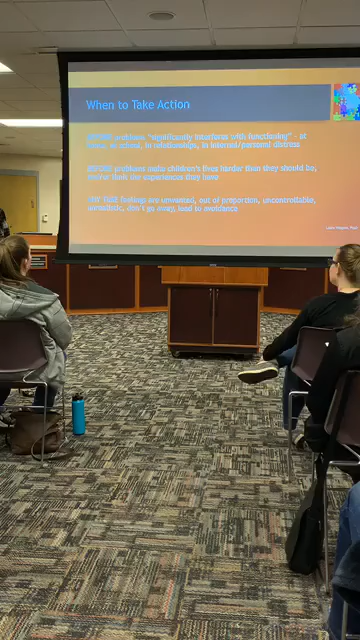 When to Take Action
problems "significantly interferes with functioning" - at
home, at school, in relationships, in internal/personal distress
BEFORE problems make children's lives harder than they should be,
than the experiences they have
feelings are unwanted, out of proportion, uncontrollable,
don't go away, lead to avoidance